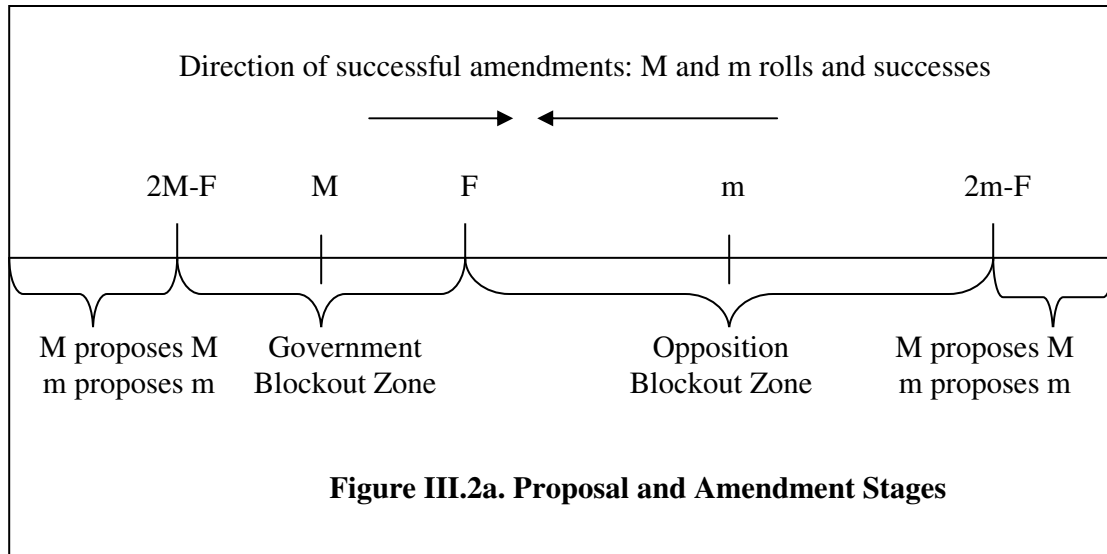 Direction of successful amendments: M and m rolls and successes
2M-F M F m 2m-F
M proposes M Government Opposition M proposes M
m proposes m Blockout Zone Blockout Zone m proposes m
Figure III.2a. Proposal and Amendment Stages